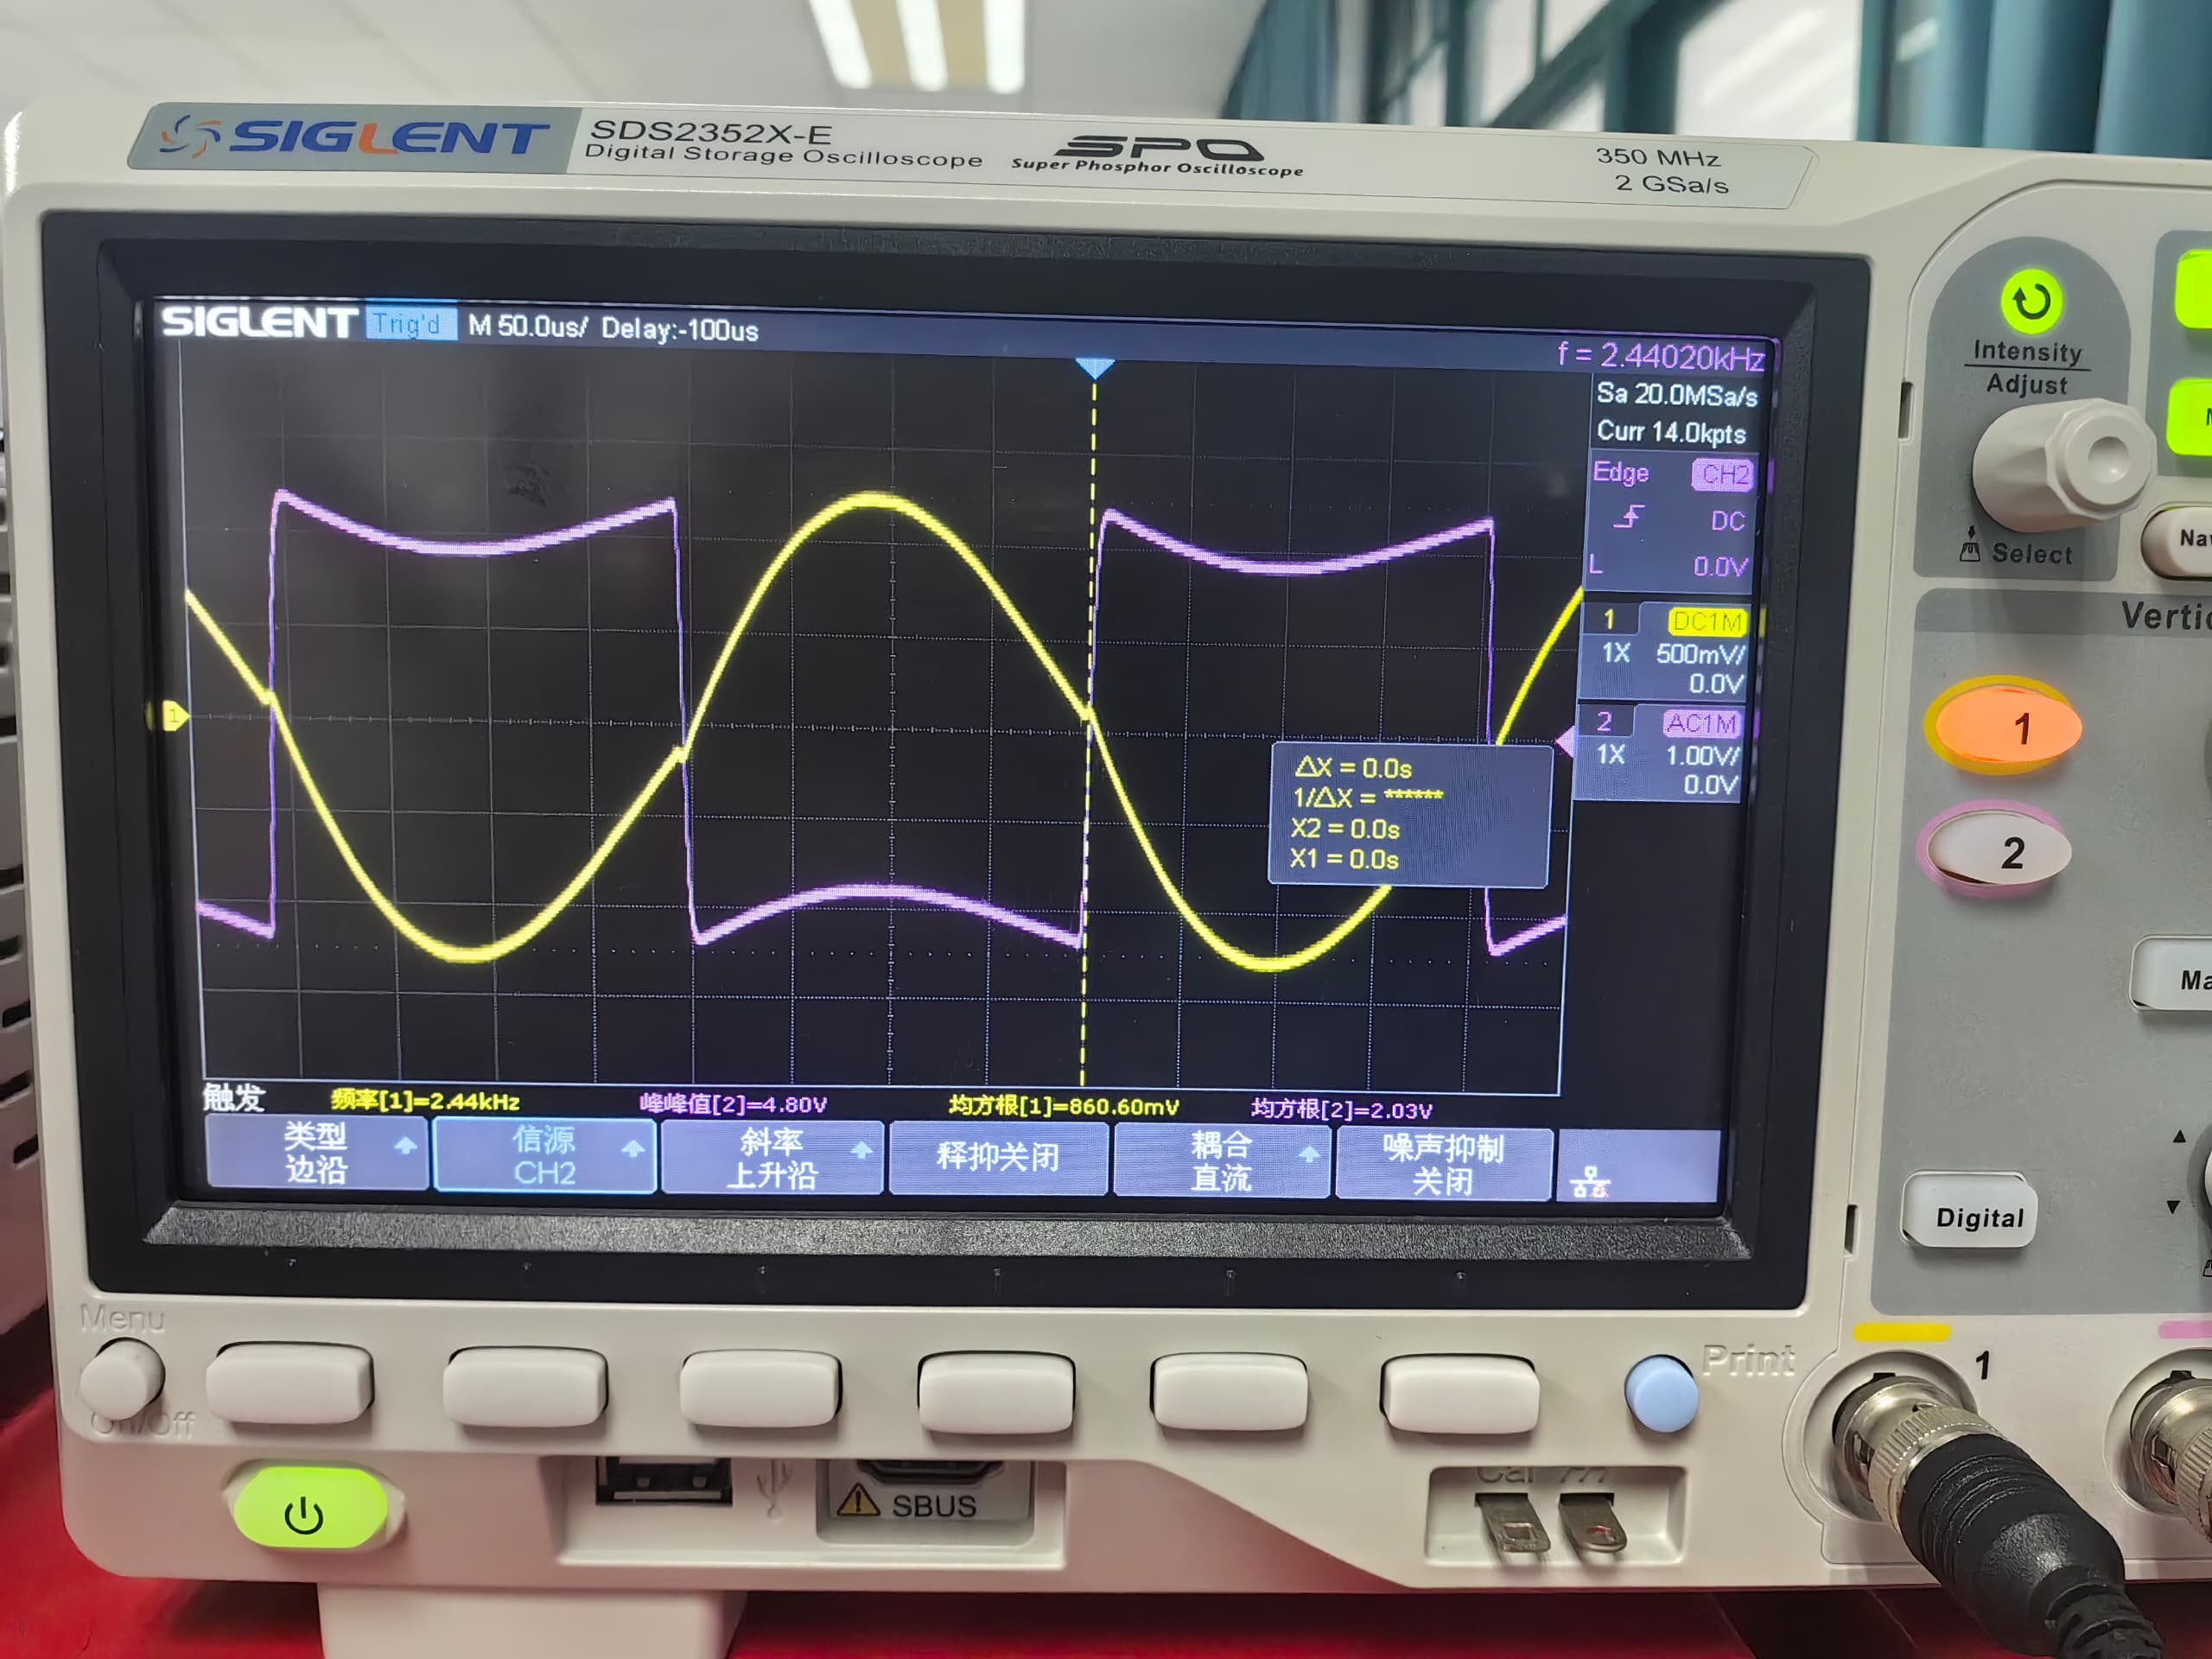 SIGLENT
SDS2352X-E
Digital Storage Oscilloscope
SPO
Super Phosphor Oscilloscope
350 MHz
2 GSa/s
SIGLENT Trig'd M 50.0us/ Delay:-100us
f = 2.44020kHz
Sa 20.0MSa/s
Curr 14.0kpts
Edge CH2
DC
L 0.0V
1 DC1M
1X 500mV/
0.0V
2 AC1M
1X 1.00V/
0.0V
1
ΔX = 0.0s
1/ΔX = ******
X2 = 0.0s
X1 = 0.0s
触发 频率[1]=2.44kHz 峰峰值[2]=4.80V 均方根[1]=860.60mV 均方根[2]=2.03V
类型
边沿
信源
CH2
斜率
上升沿
释抑关闭
耦合
直流
噪声抑制
关闭
Intensity
Adjust
Select
1
2
Digital
Menu
On/Off
Print
SBUS
Cal
1